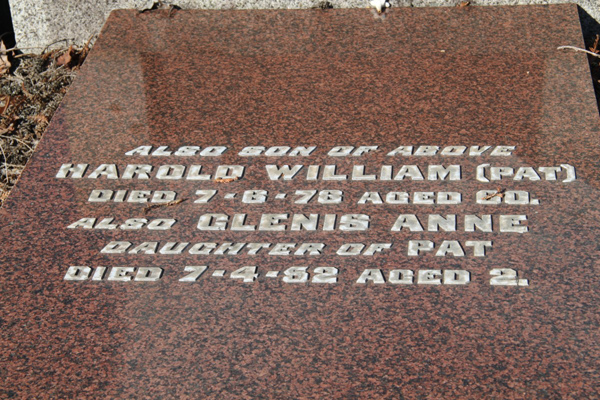 ALSO SON OF ABOVE
HAROLD WILLIAM (PAT)
DIED 7-6-78 AGED 60.
ALSO GLENIS ANNE
DAUGHTER OF PAT
DIED 7-4-52 AGED 2.